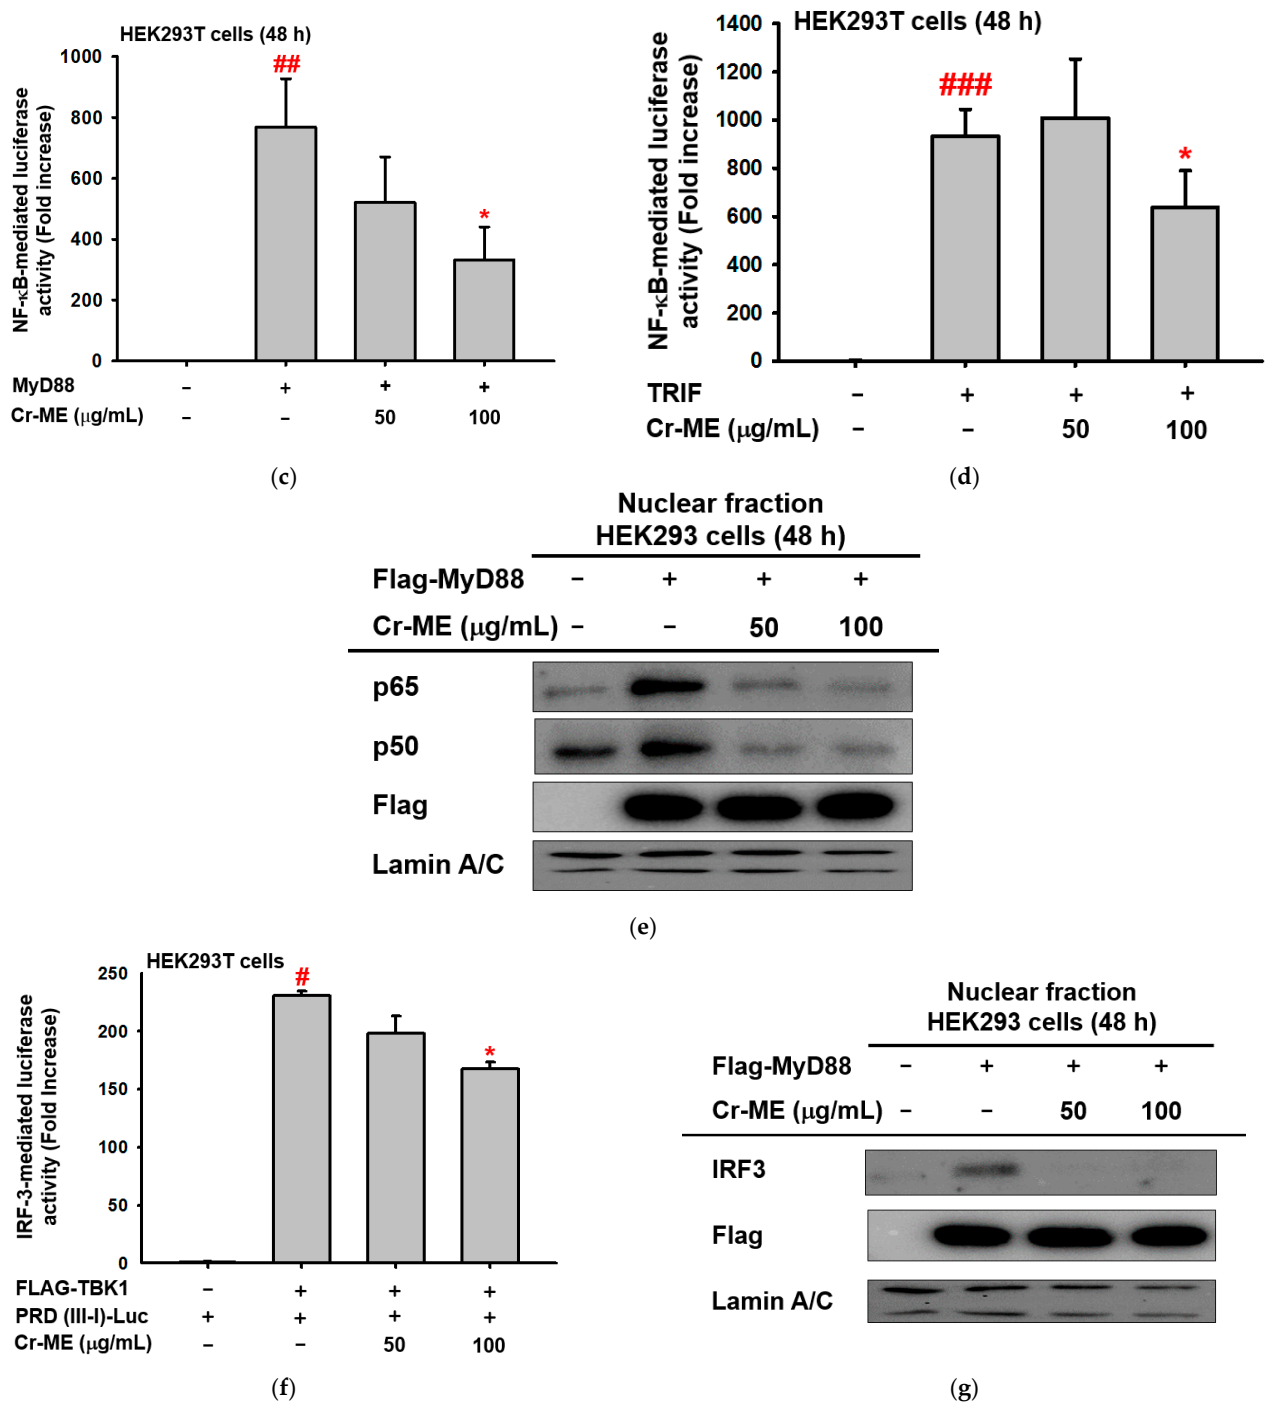 HEK293T cells (48 h)
NF-κB-mediated luciferase
activity (Fold increase)
1000
800
600
400
200
0
##
*
MyD88 − + + +
Cr-ME (μg/mL) − − 50 100
(c)
HEK293T cells (48 h)
NF-κB-mediated luciferase
activity (Fold increase)
1400
1200
1000
800
600
400
200
0
###
*
TRIF − + + +
Cr-ME (μg/mL) − − 50 100
(d)
Nuclear fraction
HEK293 cells (48 h)
Flag-MyD88 − + + +
Cr-ME (μg/mL) − − 50 100
p65
p50
Flag
Lamin A/C
(e)
HEK293T cells
IRF-3-mediated luciferase
activity (Fold Increase)
250
200
150
100
50
0
#
*
FLAG-TBK1 − + + +
PRD (III-I)-Luc + + + +
Cr-ME (μg/mL) − − 50 100
(f)
Nuclear fraction
HEK293 cells (48 h)
Flag-MyD88 − + + +
Cr-ME (μg/mL) − − 50 100
IRF3
Flag
Lamin A/C
(g)